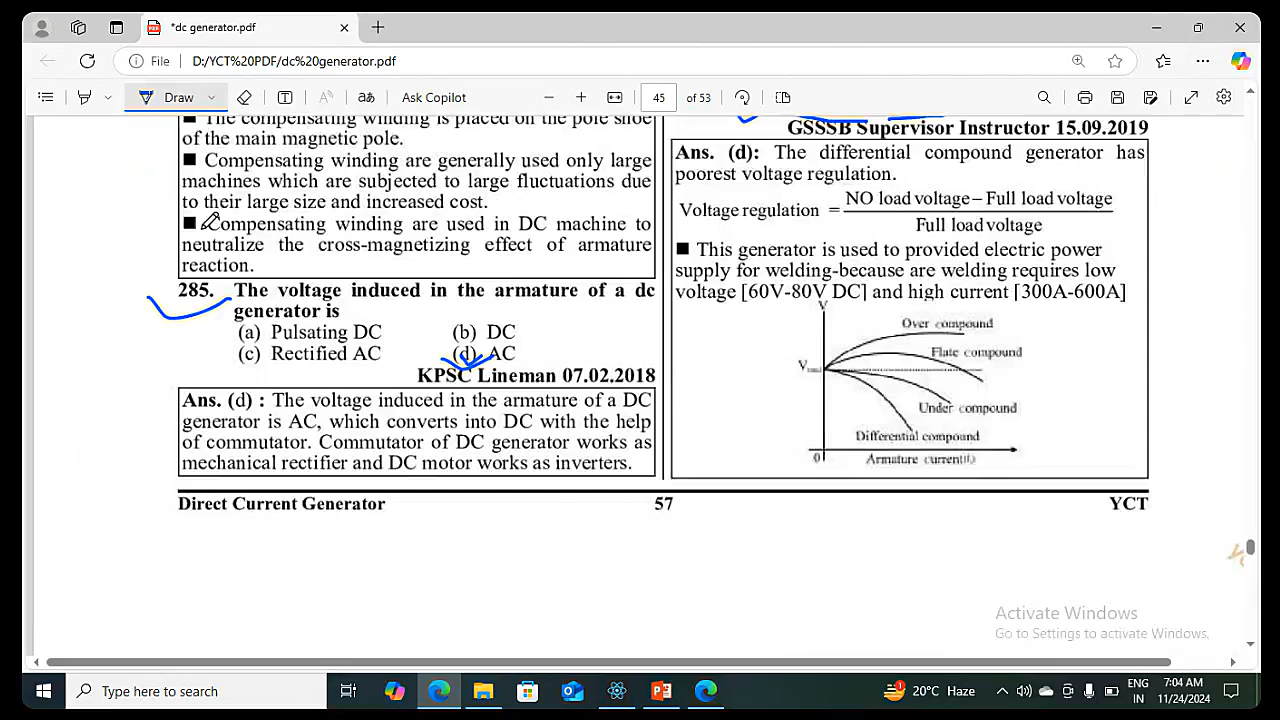 *dc generator.pdf
File
D:/YCT%20PDF/dc%20generator.pdf
Draw
Ask Copilot
45 of 53
■ The compensating winding is placed on the pole shoe
of the main magnetic pole.
■ Compensating winding are generally used only large
machines which are subjected to large fluctuations due
to their large size and increased cost.
■ Compensating winding are used in DC machine to
neutralize the cross-magnetizing effect of armature
reaction.
285. The voltage induced in the armature of a dc
generator is
(a) Pulsating DC (b) DC
(c) Rectified AC (d) AC
KPSC Lineman 07.02.2018
Ans. (d) : The voltage induced in the armature of a DC
generator is AC, which converts into DC with the help
of commutator. Commutator of DC generator works as
mechanical rectifier and DC motor works as inverters.
GSSSB Supervisor Instructor 15.09.2019
Ans. (d): The differential compound generator has
poorest voltage regulation.
Voltage regulation = NO load voltage – Full load voltage
Full load voltage
■ This generator is used to provided electric power
supply for welding-because are welding requires low
voltage [60V-80V DC] and high current [300A-600A]
V
Over compound
Flate compound
V
Under compound
Differential compound
0 Armature current(I)
Direct Current Generator 57 YCT
Activate Windows
Go to Settings to activate Windows.
Type here to search
20°C Haze
ENG
IN
7:04 AM
11/24/2024